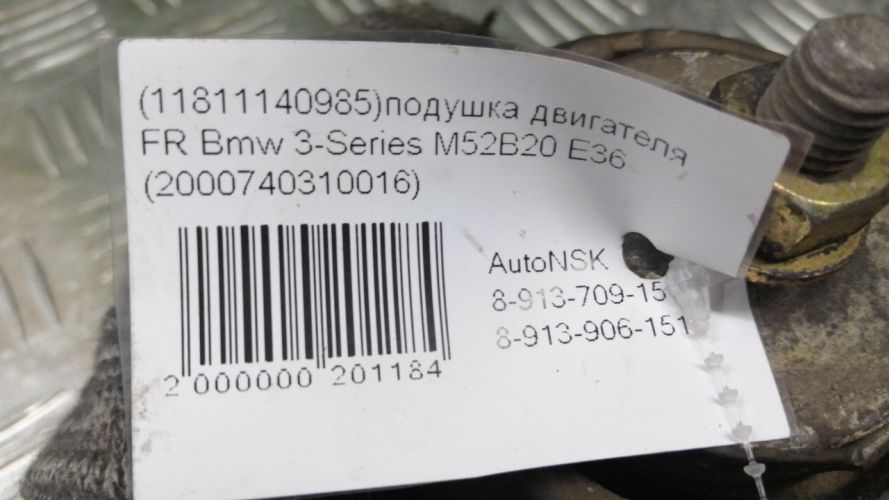 (11811140985)подушка двигателя
FR Bmw 3-Series M52B20 E36
(2000740310016)
AutoNSK
8-913-709-15
8-913-906-151
2 000000 201184